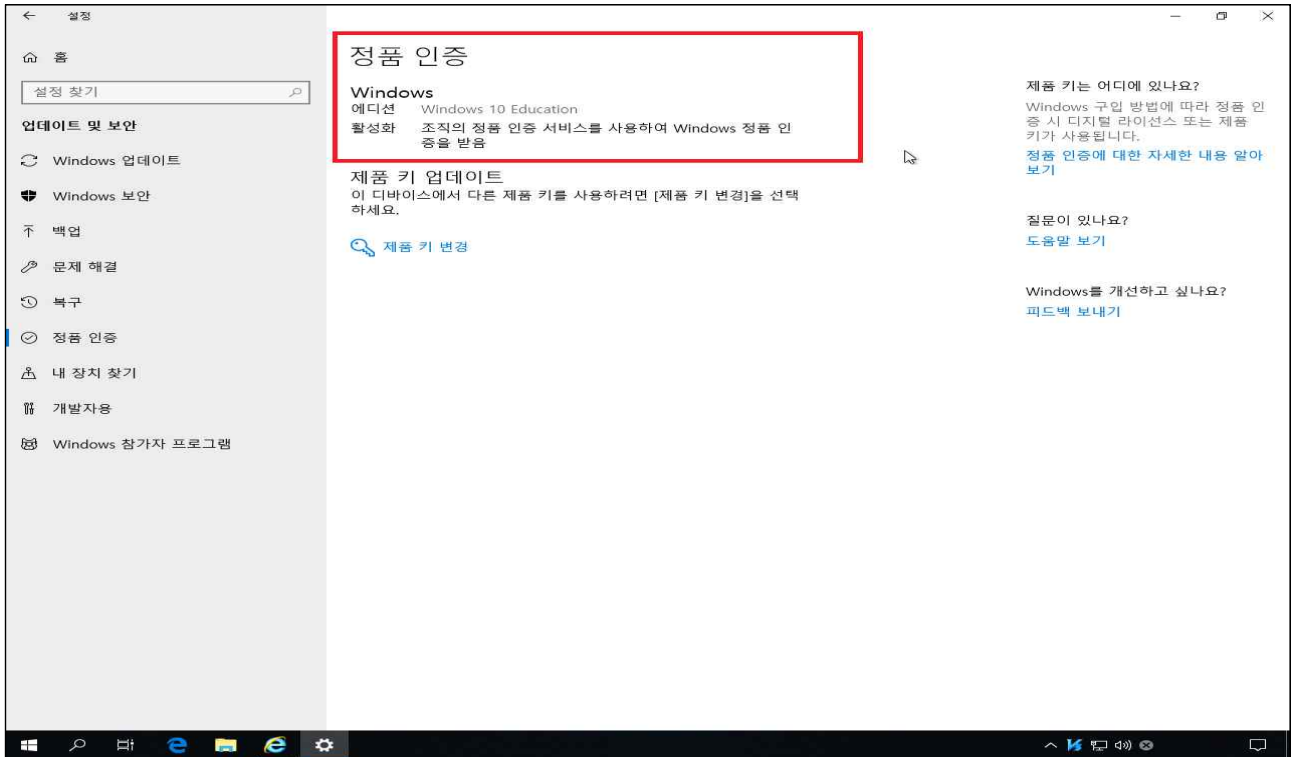 설정
홈
설정 찾기
업데이트 및 보안
Windows 업데이트
Windows 보안
백업
문제 해결
복구
정품 인증
내 장치 찾기
개발자용
Windows 참가자 프로그램
정품 인증
Windows
에디션 Windows 10 Education
활성화 조직의 정품 인증 서비스를 사용하여 Windows 정품 인
증을 받음
제품 키 업데이트
이 디바이스에서 다른 제품 키를 사용하려면 [제품 키 변경]을 선택
하세요.
제품 키 변경
제품 키는 어디에 있나요?
Windows 구입 방법에 따라 정품 인
증 시 디지털 라이선스 또는 제품
키가 사용됩니다.
정품 인증에 대한 자세한 내용 알아
보기
질문이 있나요?
도움말 보기
Windows를 개선하고 싶나요?
피드백 보내기